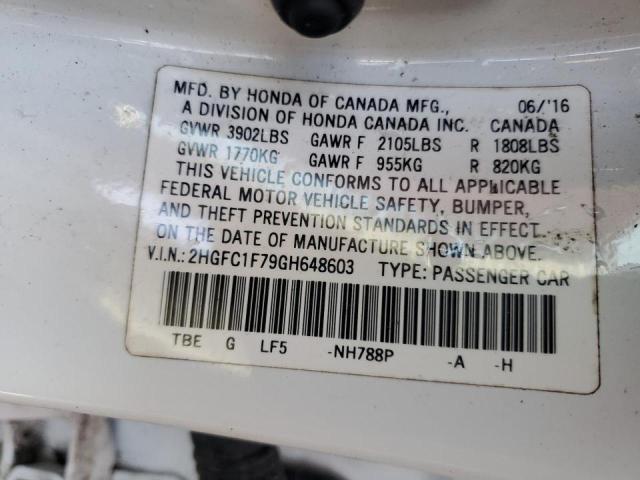 MFD. BY HONDA OF CANADA MFG., 06/'16
A DIVISION OF HONDA CANADA INC. CANADA
GVWR 3902LBS GAWR F 2105LBS R 1808LBS
GVWR 1770KG GAWR F 955KG R 820KG
THIS VEHICLE CONFORMS TO ALL APPLICABLE
FEDERAL MOTOR VEHICLE SAFETY, BUMPER,
AND THEFT PREVENTION STANDARDS IN EFFECT
ON THE DATE OF MANUFACTURE SHOWN ABOVE.
V.I.N.: 2HGFC1F79GH648603 TYPE: PASSENGER CAR
TBE G LF5 -NH788P -A -H